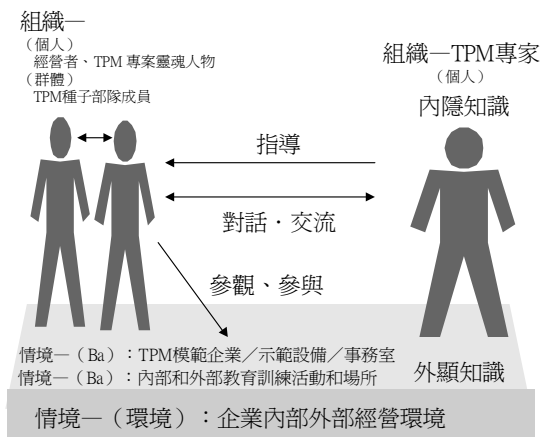 組織—
（個人）
經營者、TPM 專案靈魂人物
（群體）
TPM種子部隊成員
組織—TPM專家
（個人）
內隱知識
指導
對話．交流
參觀、參與
情境—（Ba）：TPM模範企業／示範設備／事務室
情境—（Ba）：內部和外部教育訓練活動和場所
外顯知識
情境—（環境）：企業內部外部經營環境